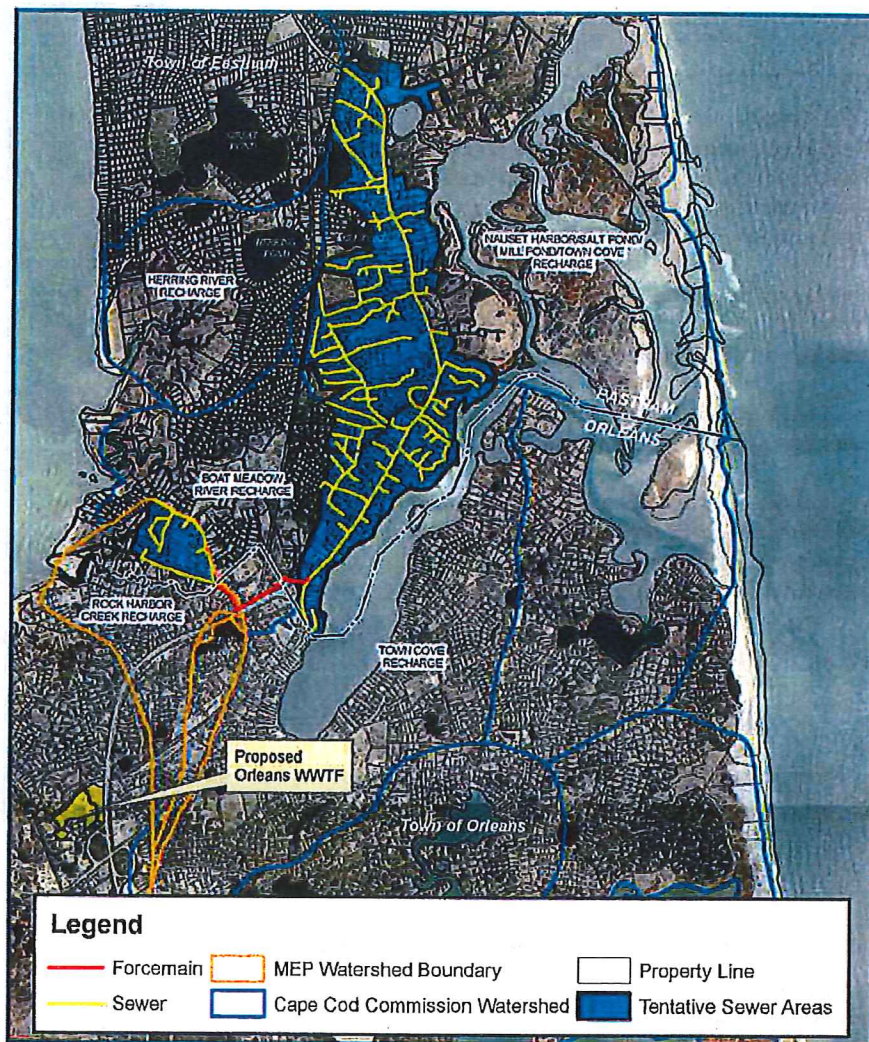 Town of Eastham
HERRING RIVER
RECHARGE
NAUSET HARBOR/SALT POND/
MILL POND/TOWN COVE
RECHARGE
EASTHAM
ORLEANS
BOAT MEADOW
RIVER RECHARGE
ROCK HARBOR
CREEK RECHARGE
TOWN COVE
RECHARGE
Proposed
Orleans WWTF
Town of Orleans
Legend
Forcemain
MEP Watershed Boundary
Property Line
Sewer
Cape Cod Commission Watershed
Tentative Sewer Areas